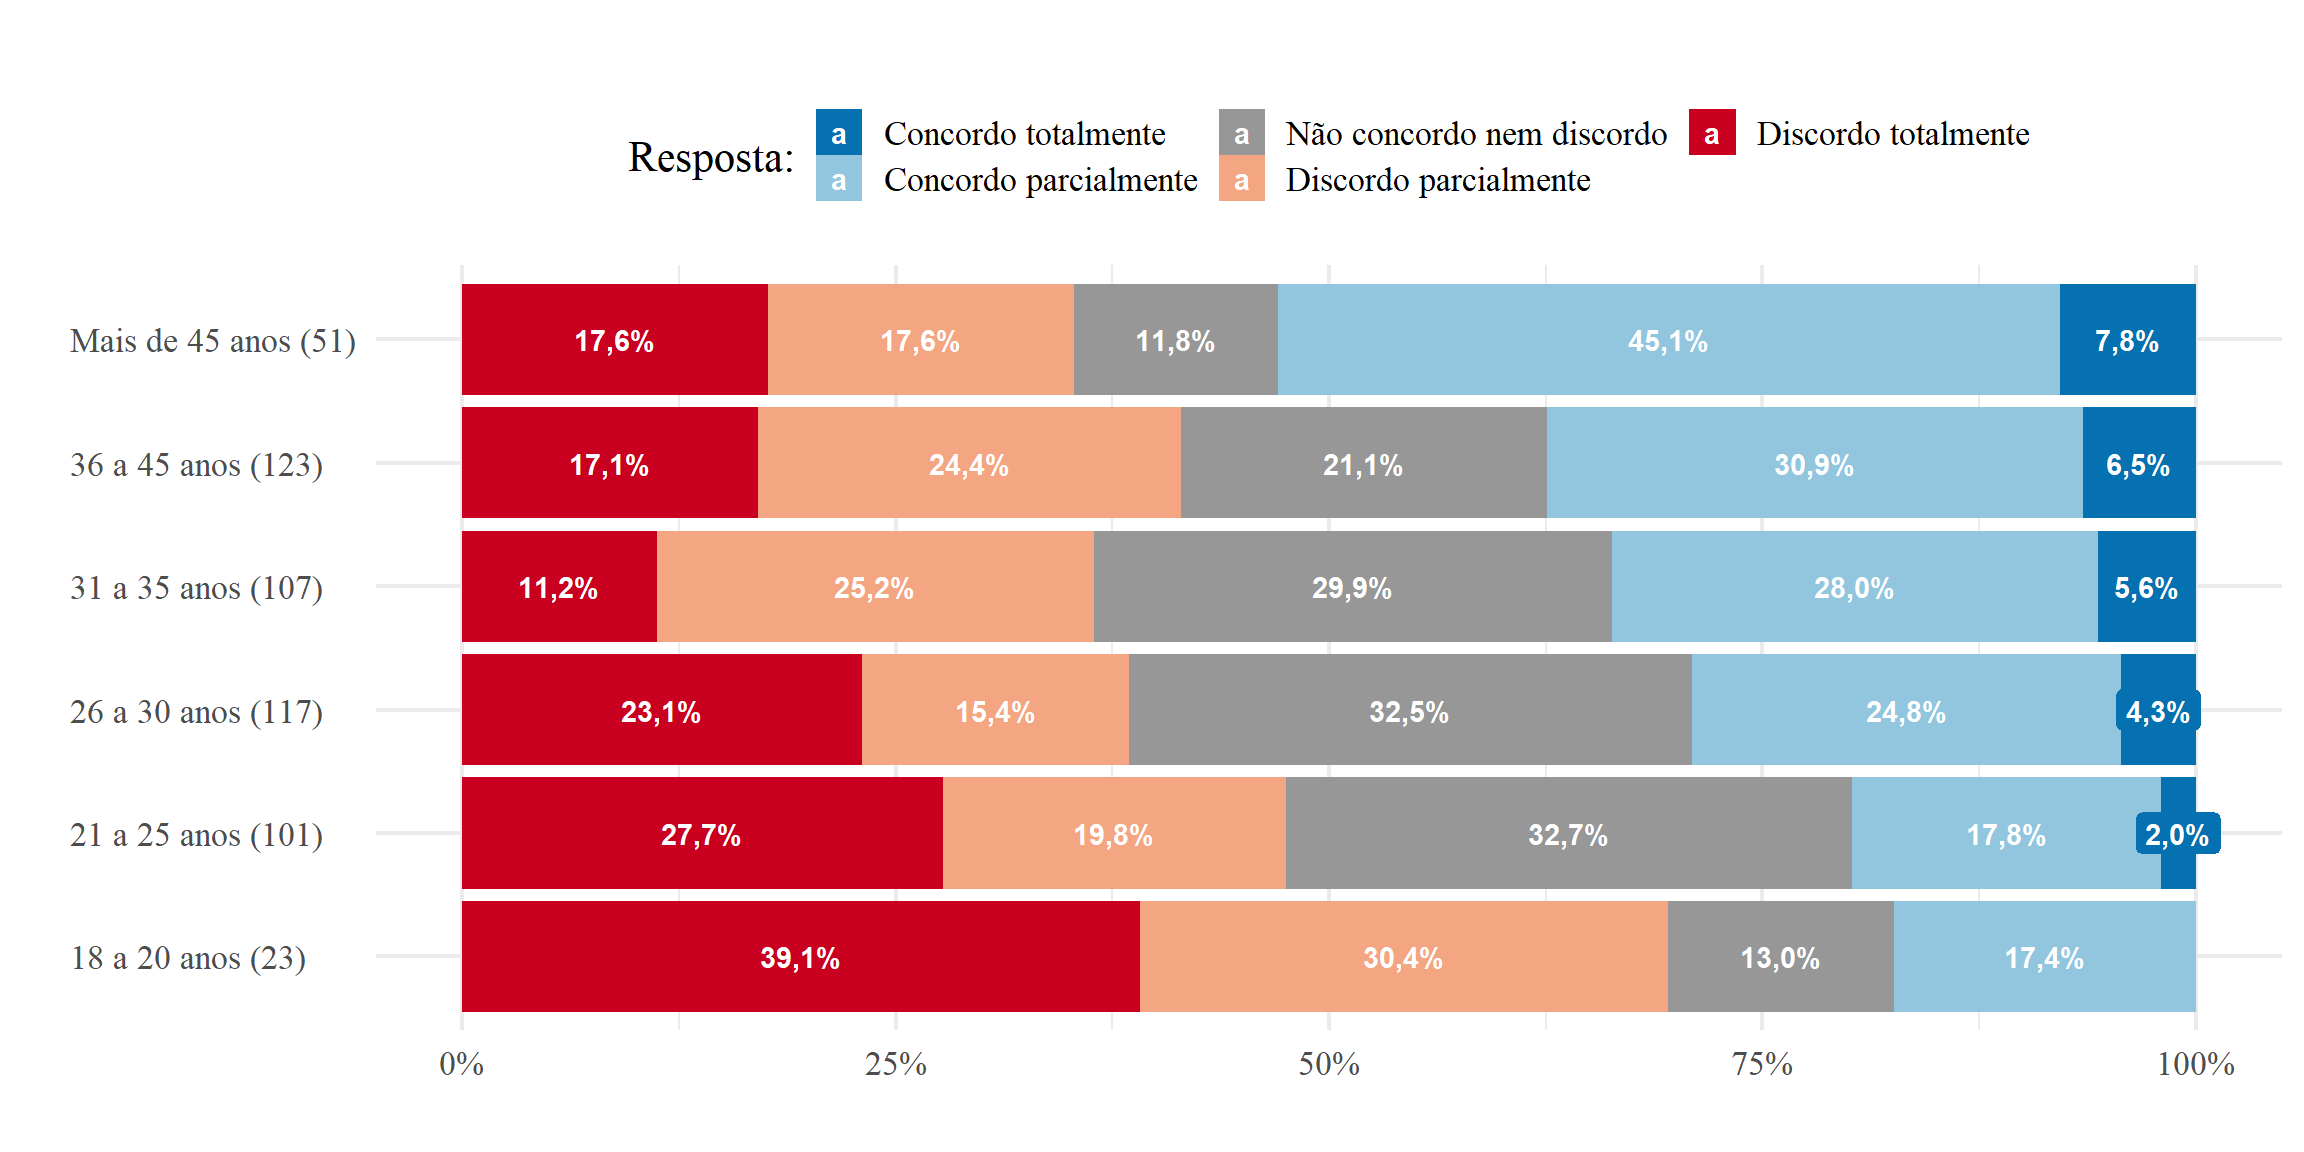 Resposta:
a Concordo totalmente
a Concordo parcialmente
a Não concordo nem discordo
a Discordo parcialmente
a Discordo totalmente
Mais de 45 anos (51) 17,6% 17,6% 11,8% 45,1% 7,8%
36 a 45 anos (123) 17,1% 24,4% 21,1% 30,9% 6,5%
31 a 35 anos (107) 11,2% 25,2% 29,9% 28,0% 5,6%
26 a 30 anos (117) 23,1% 15,4% 32,5% 24,8% 4,3%
21 a 25 anos (101) 27,7% 19,8% 32,7% 17,8% 2,0%
18 a 20 anos (23) 39,1% 30,4% 13,0% 17,4%
0% 25% 50% 75% 100%